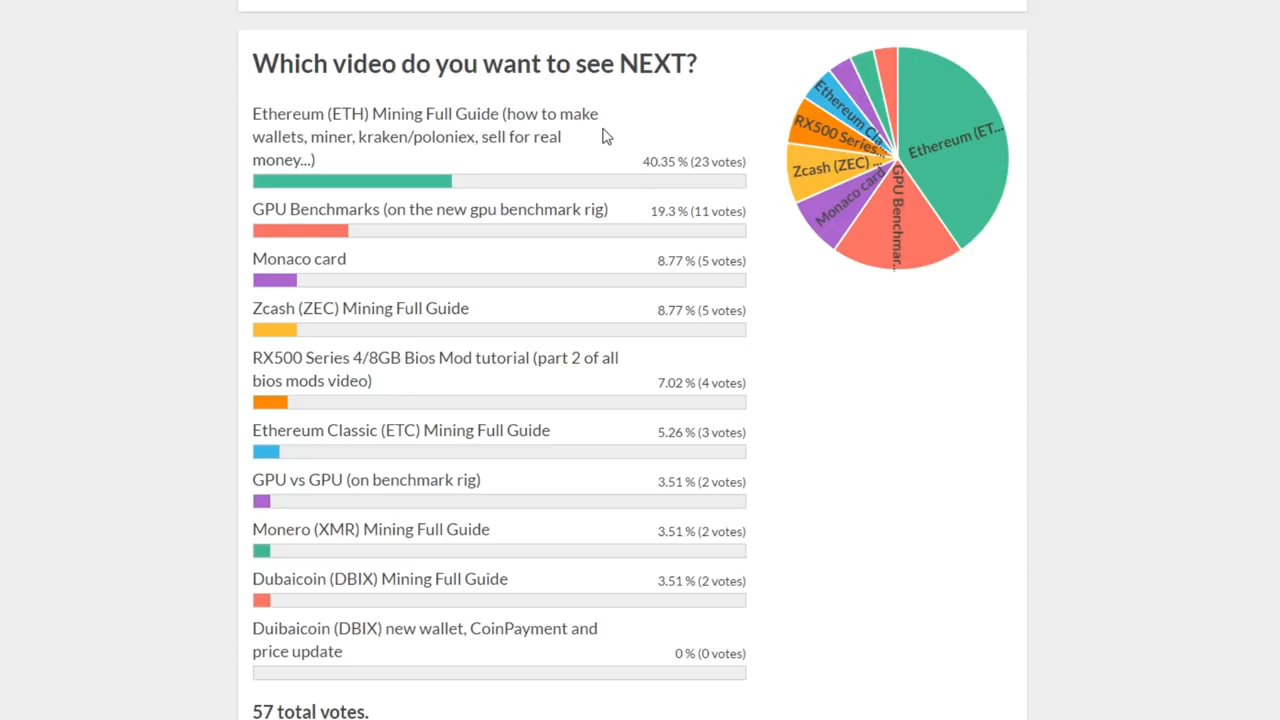 Which video do you want to see NEXT?
Ethereum (ETH) Mining Full Guide (how to make
wallets, miner, kraken/poloniex, sell for real
money...)
40.35 % (23 votes)
GPU Benchmarks (on the new gpu benchmark rig)
19.3 % (11 votes)
Monaco card
8.77 % (5 votes)
Zcash (ZEC) Mining Full Guide
8.77 % (5 votes)
RX500 Series 4/8GB Bios Mod tutorial (part 2 of all
bios mods video)
7.02 % (4 votes)
Ethereum Classic (ETC) Mining Full Guide
5.26 % (3 votes)
GPU vs GPU (on benchmark rig)
3.51 % (2 votes)
Monero (XMR) Mining Full Guide
3.51 % (2 votes)
Dubaicoin (DBIX) Mining Full Guide
3.51 % (2 votes)
Duibaicoin (DBIX) new wallet, CoinPayment and
price update
0 % (0 votes)
57 total votes.
Ethereum (ET...
GPU Benchmar...
Monaco card
Zcash (ZEC) ...
RX500 Series...
Ethereum Cla...